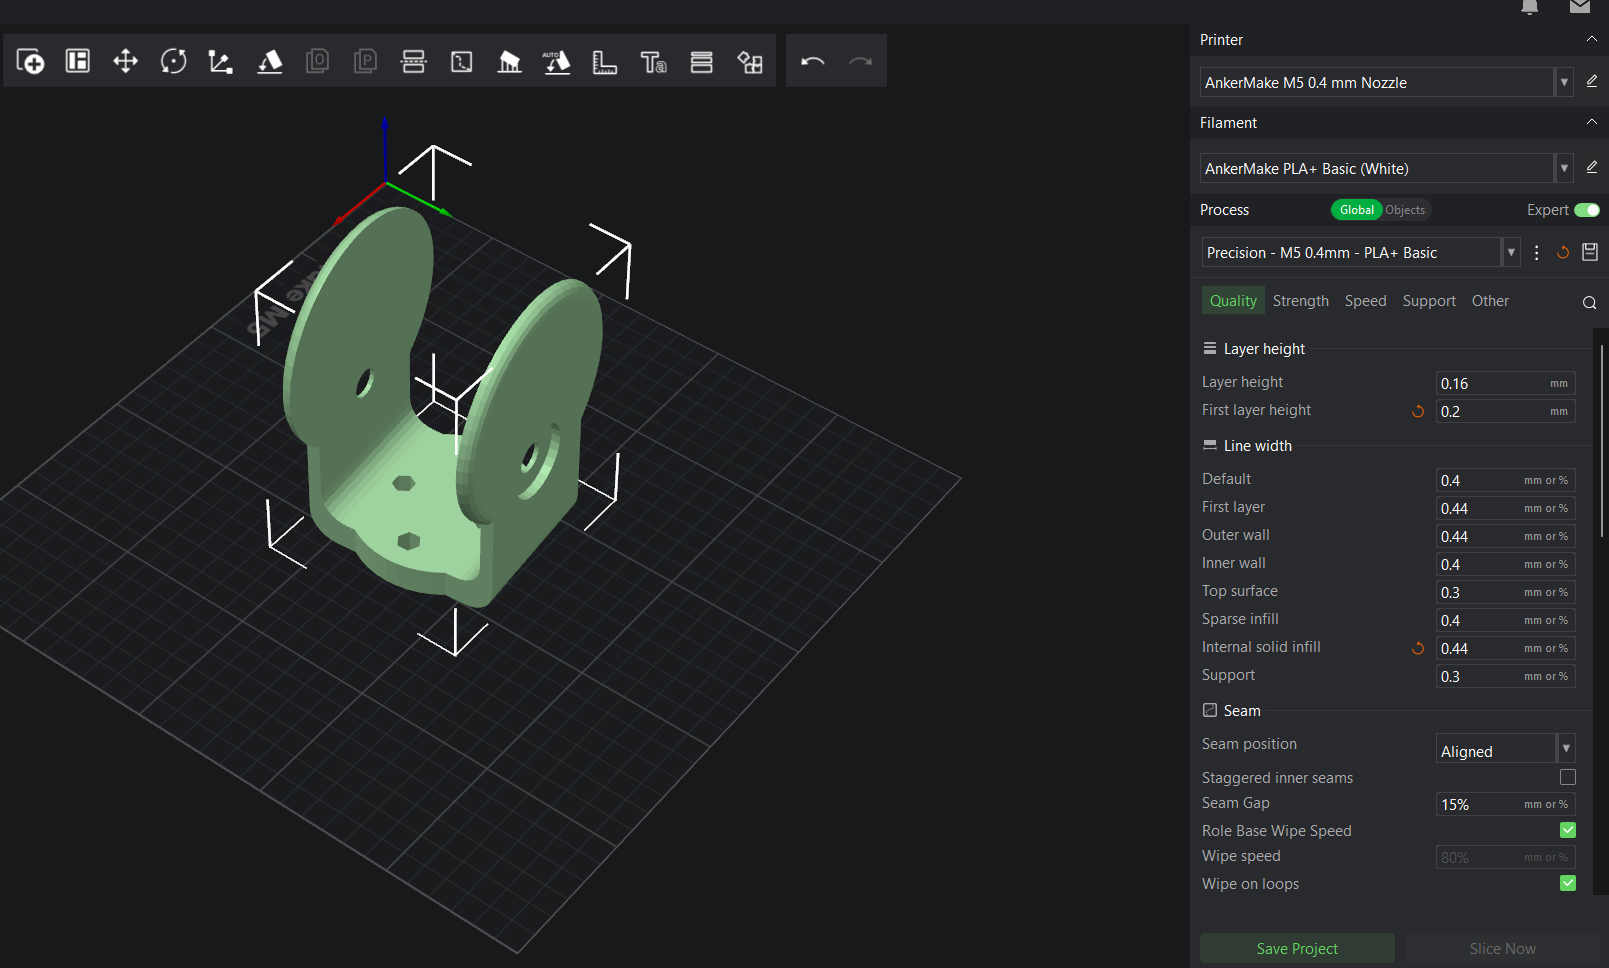 Printer
AnkerMake M5 0.4 mm Nozzle
Filament
AnkerMake PLA+ Basic (White)
Process
Global Objects
Expert
Precision - M5 0.4mm - PLA+ Basic
Quality Strength Speed Support Other
Layer height
Layer height 0.16 mm
First layer height 0.2 mm
Line width
Default 0.4 mm or %
First layer 0.44 mm or %
Outer wall 0.44 mm or %
Inner wall 0.4 mm or %
Top surface 0.3 mm or %
Sparse infill 0.4 mm or %
Internal solid infill 0.44 mm or %
Support 0.3 mm or %
Seam
Seam position Aligned
Staggered inner seams
Seam Gap 15% mm or %
Role Base Wipe Speed
Wipe speed 80% mm or %
Wipe on loops
Save Project Slice Now
AUTO
Ta
O
P
ake M5